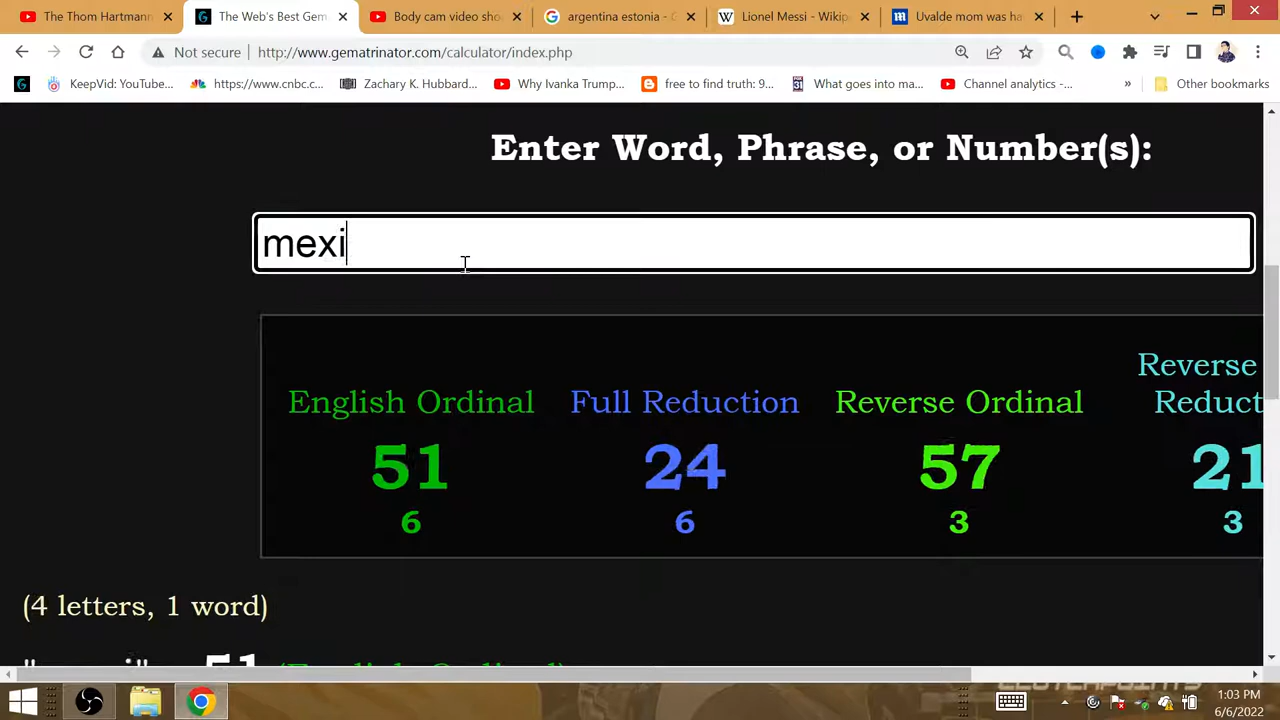 The Thom Hartmann
The Web's Best Gem
Body cam video sho
argentina estonia - G
Lionel Messi - Wikip
Uvalde mom was ha
Not secure | http://www.gematrinator.com/calculator/index.php
KeepVid: YouTube...
https://www.cnbc.c...
Zachary K. Hubbard...
Why Ivanka Trump...
free to find truth: 9...
What goes into ma...
Channel analytics -...
»
Other bookmarks
Enter Word, Phrase, or Number(s):
mexi
English Ordinal
51
6
Full Reduction
24
6
Reverse Ordinal
57
3
Reverse
Reduct
21
3
(4 letters, 1 word)
51 (English Ordinal)
1:03 PM
6/6/2022